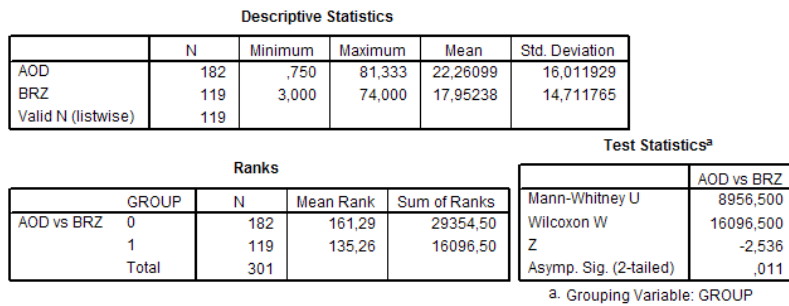 Descriptive Statistics
N Minimum Maximum Mean Std. Deviation
AOD 182 ,750 81,333 22,26099 16,011929
BRZ 119 3,000 74,000 17,95238 14,711765
Valid N (listwise) 119
Ranks
GROUP N Mean Rank Sum of Ranks
AOD vs BRZ 0 182 161,29 29354,50
1 119 135,26 16096,50
Total 301
Test Statisticsa
AOD vs BRZ
Mann-Whitney U 8956,500
Wilcoxon W 16096,500
Z -2,536
Asymp. Sig. (2-tailed) ,011
a. Grouping Variable: GROUP